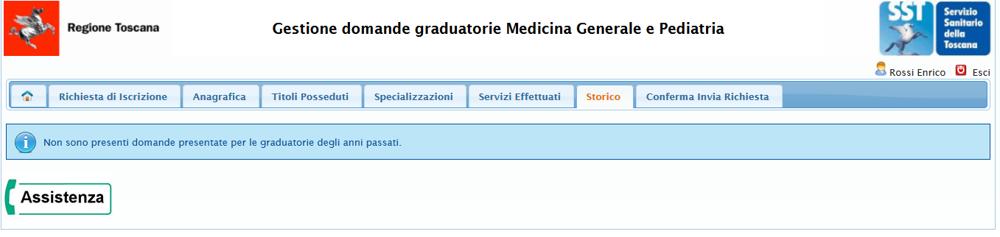 Regione Toscana
Gestione domande graduatorie Medicina Generale e Pediatria
SST
Servizio
Sanitario
della
Toscana
Rossi Enrico Esci
Richiesta di Iscrizione Anagrafica Titoli Posseduti Specializzazioni Servizi Effettuati Storico Conferma Invia Richiesta
Non sono presenti domande presentate per le graduatorie degli anni passati.
Assistenza